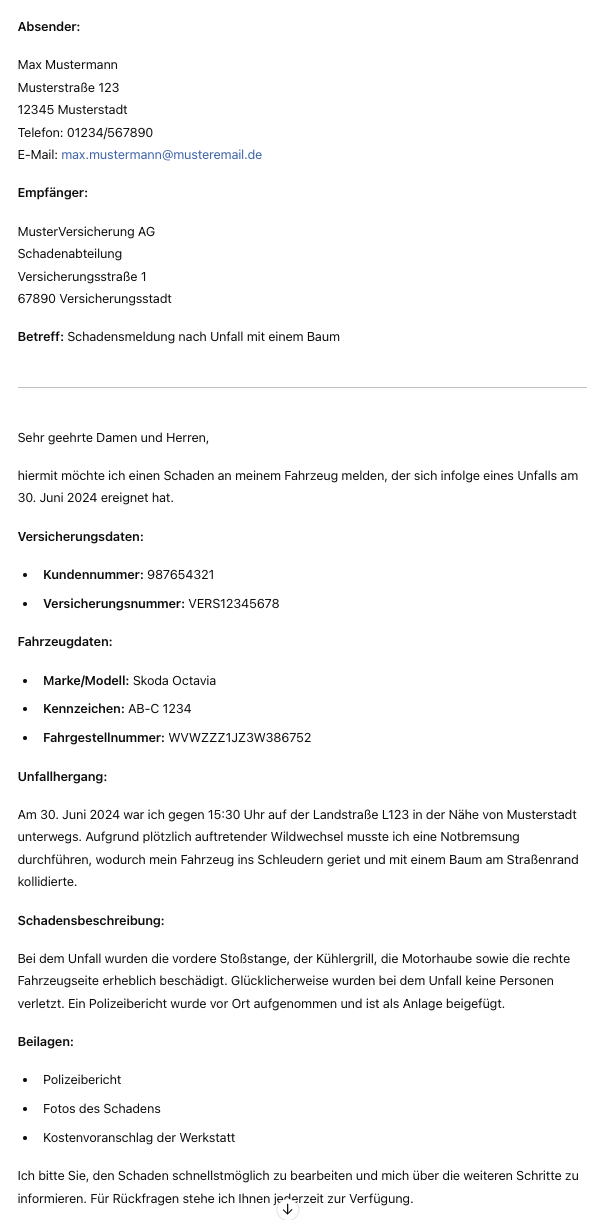 Absender:
Max Mustermann
Musterstraße 123
12345 Musterstadt
Telefon: 01234/567890
E-Mail: max.mustermann@musteremail.de
Empfänger:
MusterVersicherung AG
Schadenabteilung
Versicherungsstraße 1
67890 Versicherungsstadt
Betreff: Schadensmeldung nach Unfall mit einem Baum
Sehr geehrte Damen und Herren,
hiermit möchte ich einen Schaden an meinem Fahrzeug melden, der sich infolge eines Unfalls am
30. Juni 2024 ereignet hat.
Versicherungsdaten:
• Kundennummer: 987654321
• Versicherungsnummer: VERS12345678
Fahrzeugdaten:
• Marke/Modell: Skoda Octavia
• Kennzeichen: AB-C 1234
• Fahrgestellnummer: WVWZZZ1JZ3W386752
Unfallhergang:
Am 30. Juni 2024 war ich gegen 15:30 Uhr auf der Landstraße L123 in der Nähe von Musterstadt
unterwegs. Aufgrund plötzlich auftretender Wildwechsel musste ich eine Notbremsung
durchführen, wodurch mein Fahrzeug ins Schleudern geriet und mit einem Baum am Straßenrand
kollidierte.
Schadensbeschreibung:
Bei dem Unfall wurden die vordere Stoßstange, der Kühlergrill, die Motorhaube sowie die rechte
Fahrzeugseite erheblich beschädigt. Glücklicherweise wurden bei dem Unfall keine Personen
verletzt. Ein Polizeibericht wurde vor Ort aufgenommen und ist als Anlage beigefügt.
Beilagen:
• Polizeibericht
• Fotos des Schadens
• Kostenvoranschlag der Werkstatt
Ich bitte Sie, den Schaden schnellstmöglich zu bearbeiten und mich über die weiteren Schritte zu
informieren. Für Rückfragen stehe ich Ihnen jederzeit zur Verfügung.